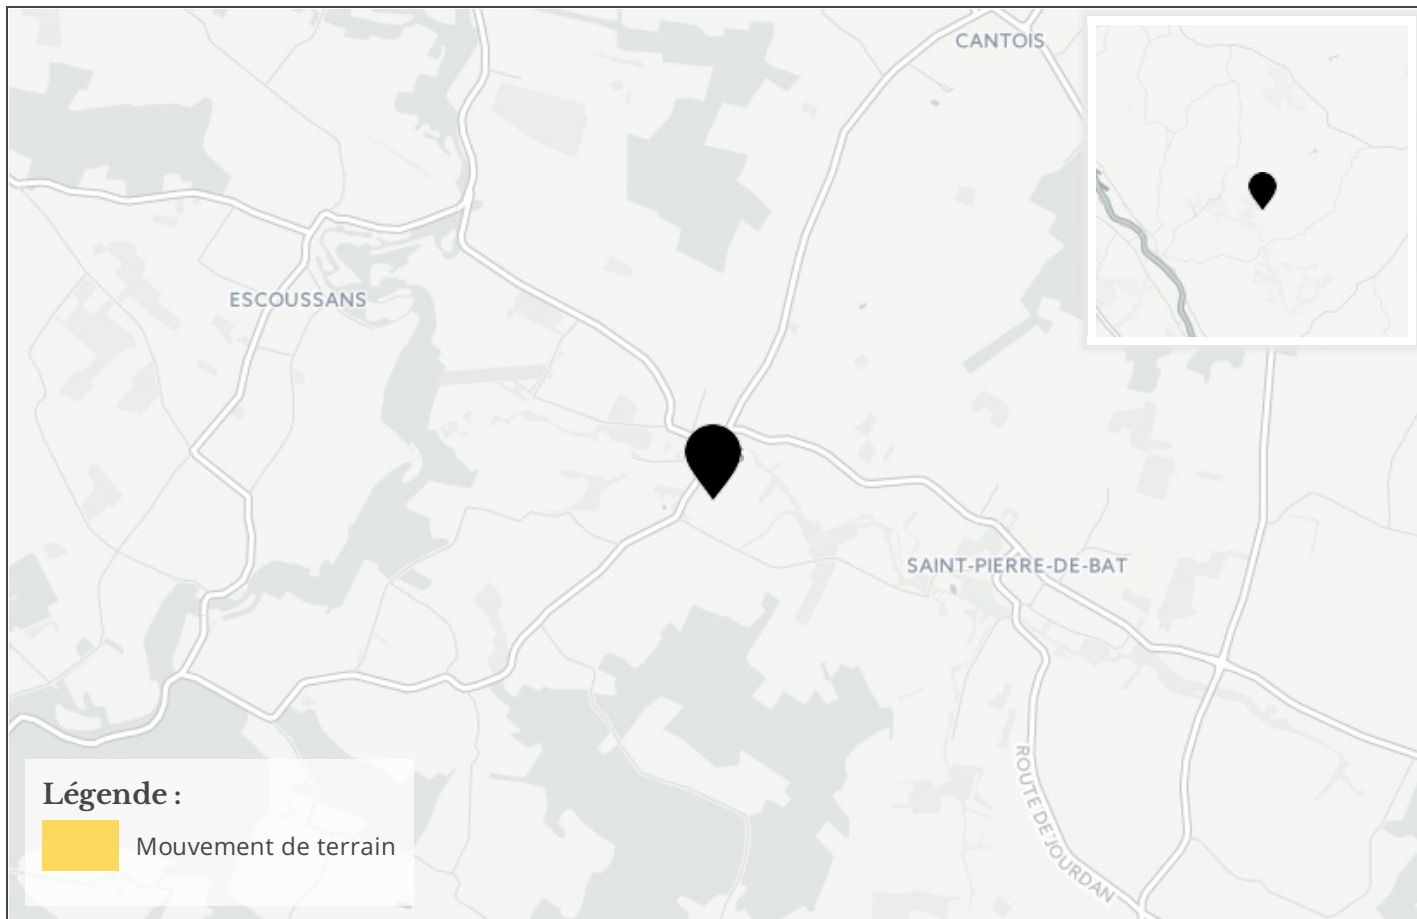 CANTOIS
ESCOUSSANS
SAINT-PIERRE-DE-BAT
ROUTE DE JOURDAN
Légende :
Mouvement de terrain